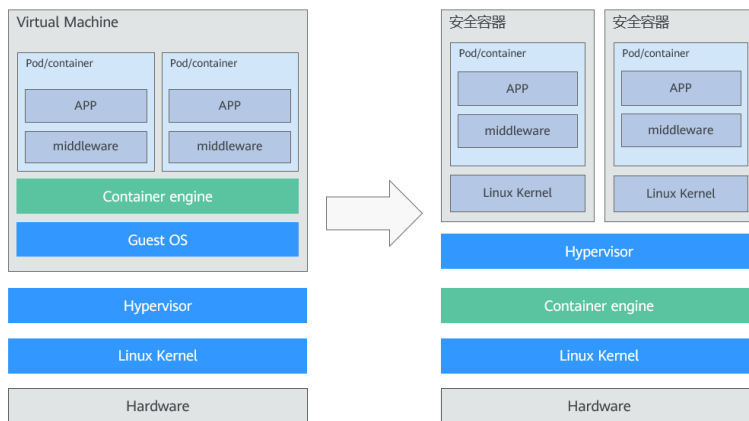 Virtual Machine
Pod/container
APP
middleware
Pod/container
APP
middleware
Container engine
Guest OS
Hypervisor
Linux Kernel
Hardware
安全容器
Pod/container
APP
middleware
Linux Kernel
安全容器
Pod/container
APP
middleware
Linux Kernel
Hypervisor
Container engine
Linux Kernel
Hardware